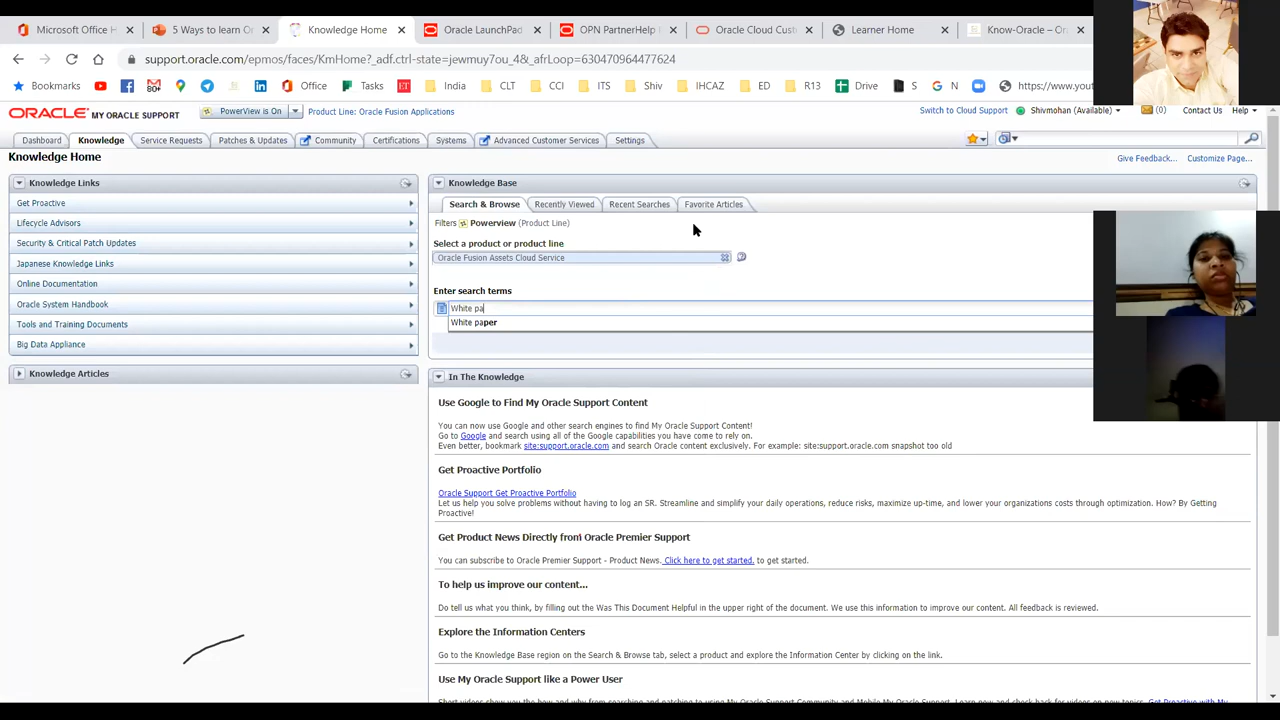 Microsoft Office H
5 Ways to learn O
Knowledge Home
Oracle LaunchPad
OPN PartnerHelp
Oracle Cloud Cust
Learner Home
Know-Oracle – Or
support.oracle.com/epmos/faces/KmHome?_adf.ctrl-state=jewmwy7ou_4&_afrLoop=630470964477624
Bookmarks
Office
Tasks
ET
India
CLT
CCI
ITS
Shiv
IHCAZ
ED
R13
Drive
S
G N
https://www.yout
ORACLE MY ORACLE SUPPORT
PowerView is On
Product Line: Oracle Fusion Applications
Switch to Cloud Support
Shivmohan (Available)
(0)
Contact Us
Help
Dashboard
Knowledge
Service Requests
Patches & Updates
Community
Certifications
Systems
Advanced Customer Services
Settings
Knowledge Home
Give Feedback...
Customize Page...
Knowledge Links
Get Proactive
Lifecycle Advisors
Security & Critical Patch Updates
Japanese Knowledge Links
Online Documentation
Oracle System Handbook
Tools and Training Documents
Big Data Appliance
Knowledge Articles
Knowledge Base
Search & Browse
Recently Viewed
Recent Searches
Favorite Articles
Filters Powerview (Product Line)
Select a product or product line
Oracle Fusion Assets Cloud Service
Enter search terms
White pa
White paper
In The Knowledge
Use Google to Find My Oracle Support Content
You can now use Google and other search engines to find My Oracle Support Content!
Go to Google and search using all of the Google capabilities you have come to rely on.
Even better, bookmark site:support.oracle.com and search Oracle content exclusively. For example: site:support.oracle.com snapshot too old
Get Proactive Portfolio
Oracle Support Get Proactive Portfolio
Let us help you solve problems without having to log an SR. Streamline and simplify your daily operations, reduce risks, maximize up-time, and lower your organizations costs through optimization. How? By Getting
Proactive!
Get Product News Directly from Oracle Premier Support
You can subscribe to Oracle Premier Support - Product News. Click here to get started. to get started.
To help us improve our content...
Do tell us what you think, by filling out the Was This Document Helpful in the upper right of the document. We use this information to improve our content. All feedback is reviewed.
Explore the Information Centers
Go to the Knowledge Base region on the Search & Browse tab, select a product and explore the Information Center by clicking on the link.
Use My Oracle Support like a Power User